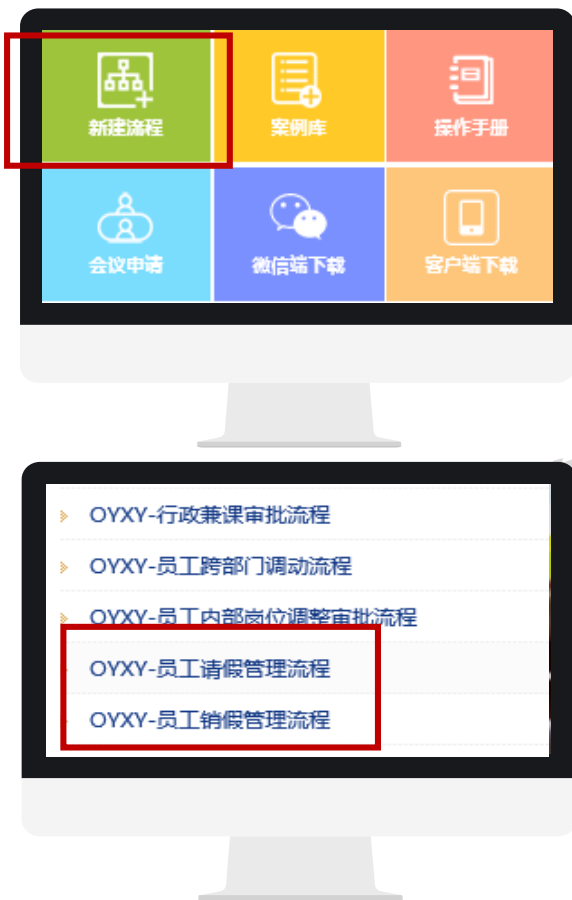 新建流程
案例库
操作手册
会议申请
微信端下载
客户端下载
OYXY-行政兼课审批流程
OYXY-员工跨部门调动流程
OYXY-员工内部岗位调整审批流程
OYXY-员工请假管理流程
OYXY-员工销假管理流程